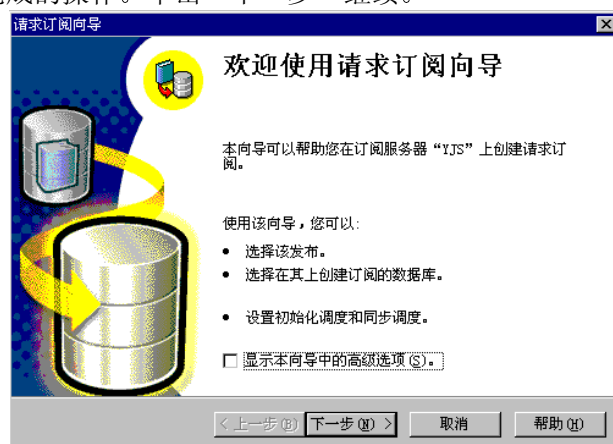 请求订阅向导
欢迎使用请求订阅向导
本向导可以帮助您在订阅服务器“YJS”上创建请求订
阅。
使用该向导，您可以:
• 选择该发布。
• 选择在其上创建订阅的数据库。
• 设置初始化调度和同步调度。
显示本向导中的高级选项(S)。
< 上一步(B) 下一步(N) > 取消 帮助(H)